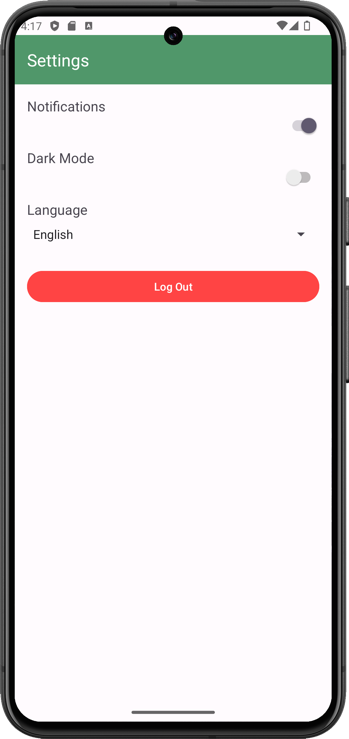 4:17
Settings
Notifications
Dark Mode
Language
English
Log Out